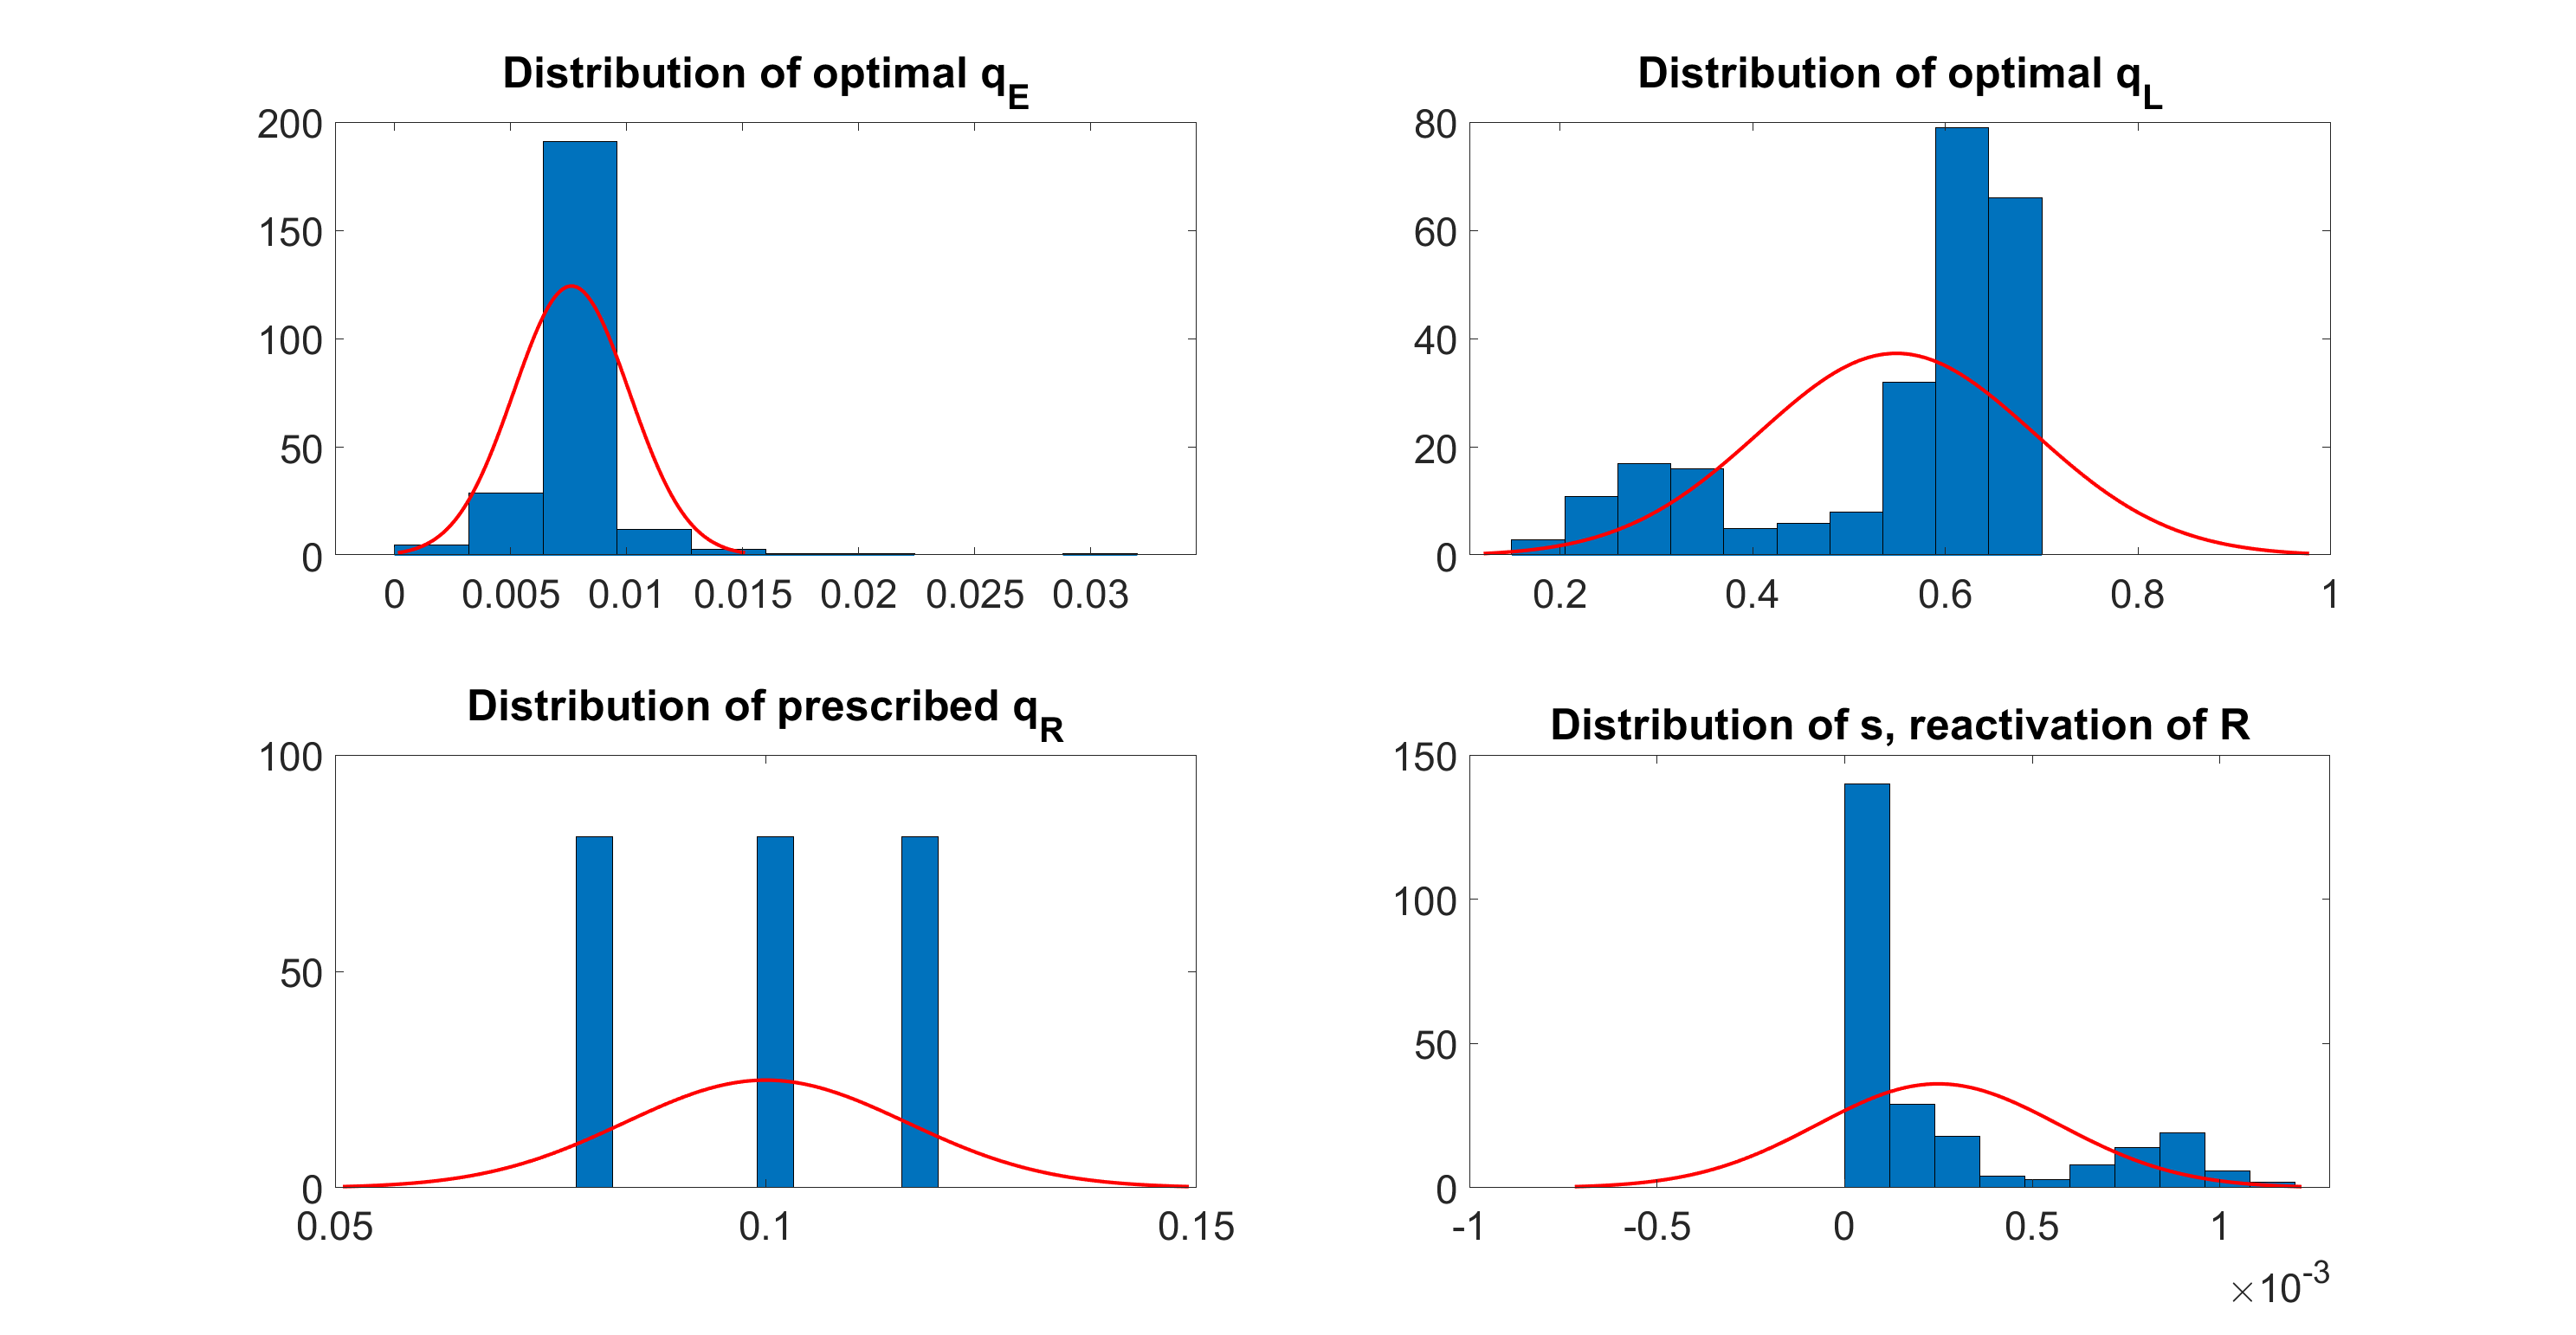 Distribution of optimal q_E
200
150
100
50
0
0 0.005 0.01 0.015 0.02 0.025 0.03
Distribution of optimal q_L
80
60
40
20
0
0.2 0.4 0.6 0.8 1
Distribution of prescribed q_R
100
50
0
0.05 0.1 0.15
Distribution of s, reactivation of R
150
100
50
0
-1 -0.5 0 0.5 1
×10^-3